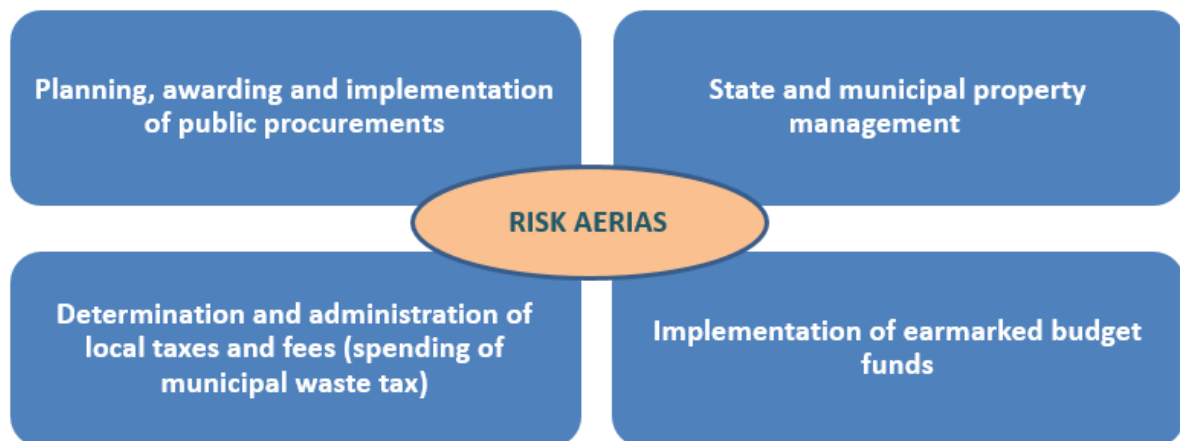 Planning, awarding and implementation
of public procurements
State and municipal property
management
RISK AERIAS
Determination and administration of
local taxes and fees (spending of
municipal waste tax)
Implementation of earmarked budget
funds